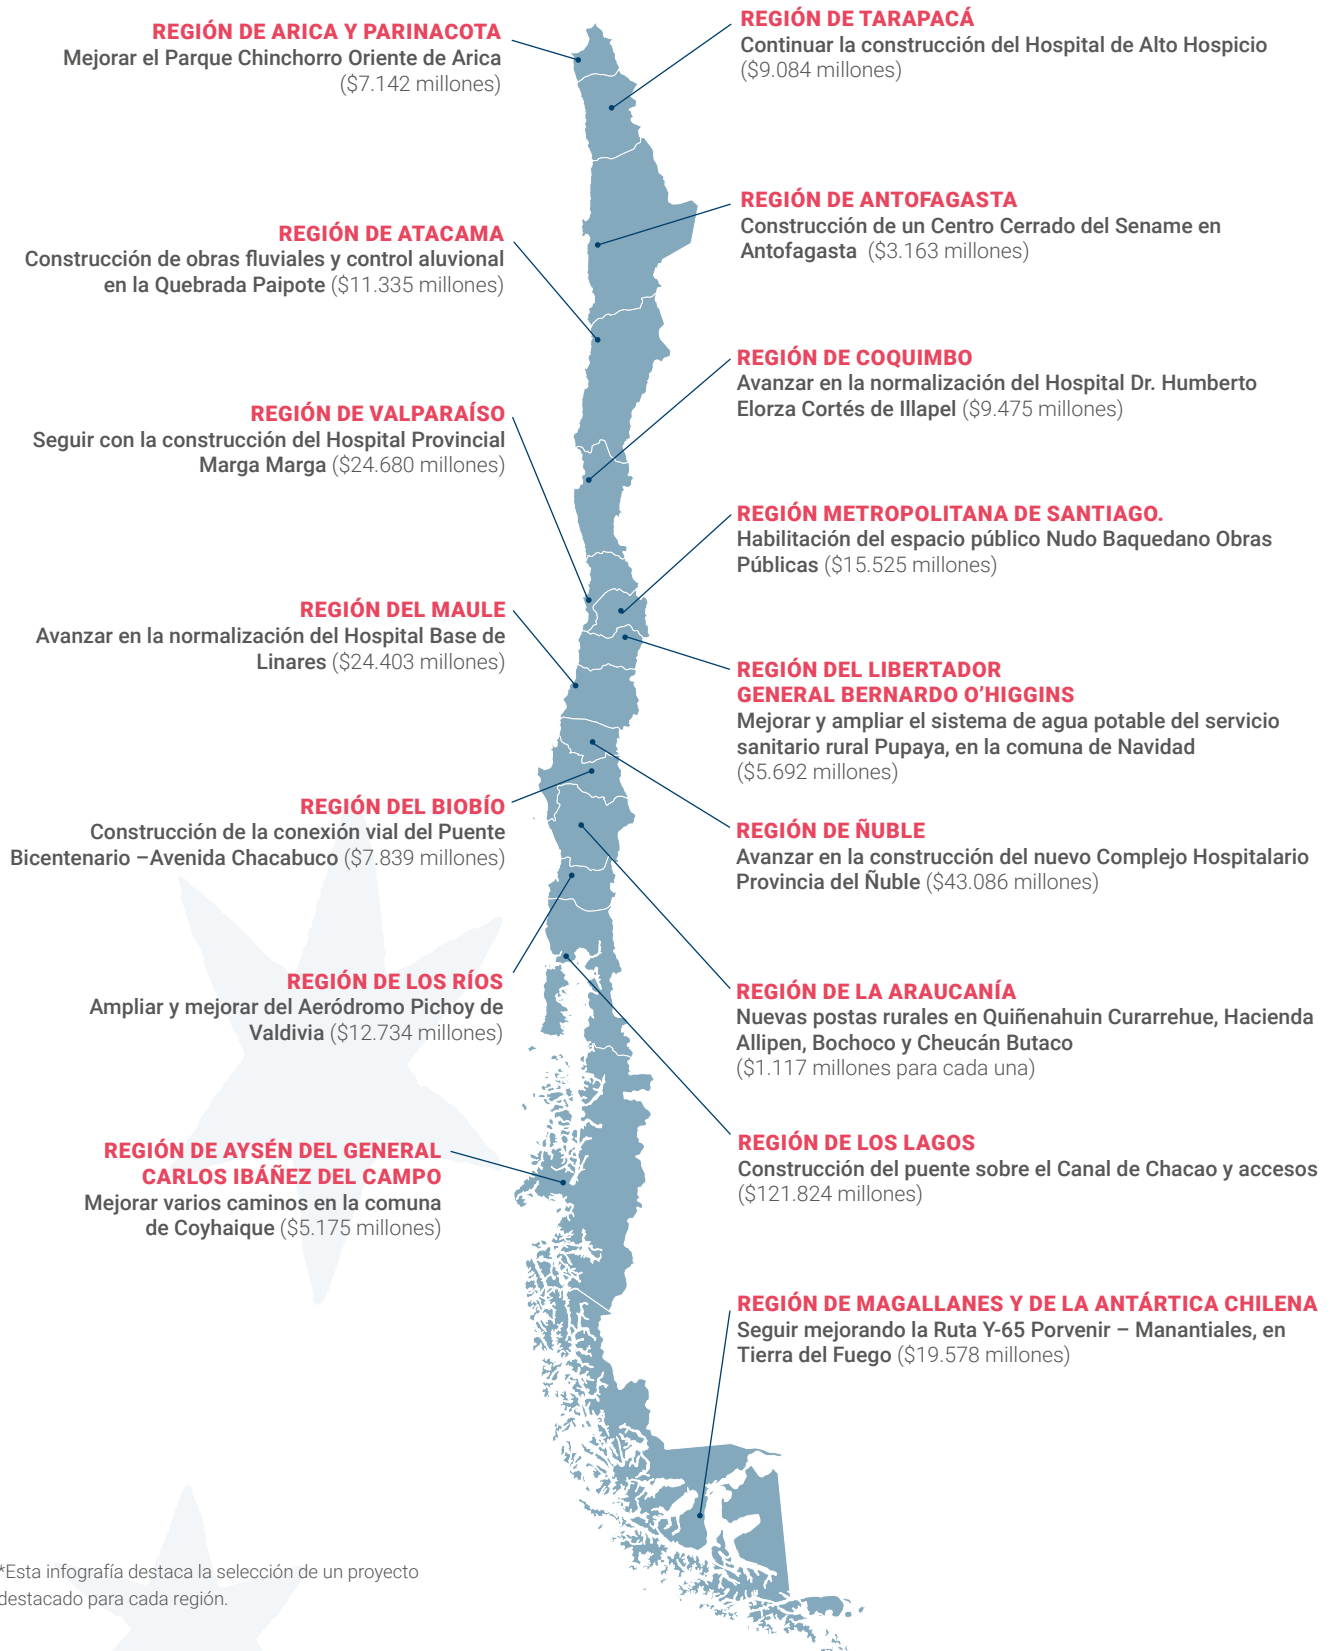 REGIÓN DE ARICA Y PARINACOTA
Mejorar el Parque Chinchorro Oriente de Arica
($7.142 millones)
REGIÓN DE TARAPACÁ
Continuar la construcción del Hospital de Alto Hospicio
($9.084 millones)
REGIÓN DE ANTOFAGASTA
Construcción de un Centro Cerrado del Sename en
Antofagasta ($3.163 millones)
REGIÓN DE ATACAMA
Construcción de obras fluviales y control aluvional
en la Quebrada Paipote ($11.335 millones)
REGIÓN DE COQUIMBO
Avanzar en la normalización del Hospital Dr. Humberto
Elorza Cortés de Illapel ($9.475 millones)
REGIÓN DE VALPARAÍSO
Seguir con la construcción del Hospital Provincial
Marga Marga ($24.680 millones)
REGIÓN METROPOLITANA DE SANTIAGO.
Habilitación del espacio público Nudo Baquedano Obras
Públicas ($15.525 millones)
REGIÓN DEL MAULE
Avanzar en la normalización del Hospital Base de
Linares ($24.403 millones)
REGIÓN DEL LIBERTADOR
GENERAL BERNARDO O’HIGGINS
Mejorar y ampliar el sistema de agua potable del servicio
sanitario rural Pupaya, en la comuna de Navidad
($5.692 millones)
REGIÓN DEL BIOBÍO
Construcción de la conexión vial del Puente
Bicentenario –Avenida Chacabuco ($7.839 millones)
REGIÓN DE ÑUBLE
Avanzar en la construcción del nuevo Complejo Hospitalario
Provincia del Ñuble ($43.086 millones)
REGIÓN DE LOS RÍOS
Ampliar y mejorar del Aeródromo Pichoy de
Valdivia ($12.734 millones)
REGIÓN DE LA ARAUCANÍA
Nuevas postas rurales en Quiñenahuin Curarrehue, Hacienda
Allipen, Bochoco y Cheucán Butaco
($1.117 millones para cada una)
REGIÓN DE AYSÉN DEL GENERAL
CARLOS IBÁÑEZ DEL CAMPO
Mejorar varios caminos en la comuna
de Coyhaique ($5.175 millones)
REGIÓN DE LOS LAGOS
Construcción del puente sobre el Canal de Chacao y accesos
($121.824 millones)
REGIÓN DE MAGALLANES Y DE LA ANTÁRTICA CHILENA
Seguir mejorando la Ruta Y-65 Porvenir – Manantiales, en
Tierra del Fuego ($19.578 millones)
*Esta infografía destaca la selección de un proyecto
destacado para cada región.